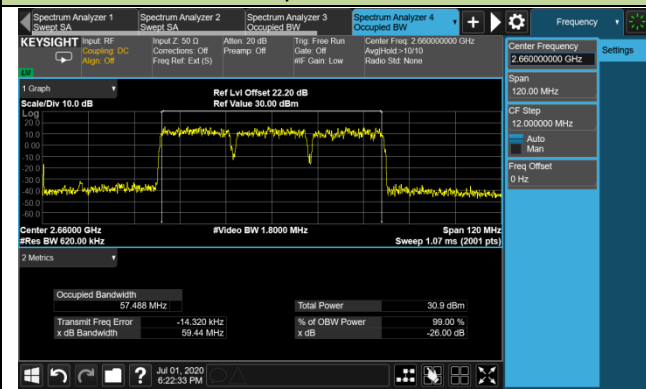 Spectrum Analyzer 1
Swept SA
Spectrum Analyzer 2
Swept SA
Spectrum Analyzer 3
Occupied BW
Spectrum Analyzer 4
Occupied BW
Frequency
KEYSIGHT
Input: RF
Coupling: DC
Align: Off
Input Z: 50 Ω
Corrections: Off
Freq Ref: Ext (S)
Atten: 20 dB
Preamp: Off
Trig: Free Run
Gate: Off
#IF Gain: Low
Center Freq: 2.660000000 GHz
Avg|Hold:>10/10
Radio Std: None
Center Frequency
2.660000000 GHz
Settings
Span
120.00 MHz
CF Step
12.000000 MHz
Auto
Man
Freq Offset
0 Hz
1 Graph
Scale/Div 10.0 dB
Ref Lvl Offset 22.20 dB
Ref Value 30.00 dBm
Log
20.0
10.0
0.00
-10.0
-20.0
-30.0
-40.0
-50.0
-60.0
Center 2.66000 GHz
#Video BW 1.8000 MHz
Span 120 MHz
#Res BW 620.00 kHz
Sweep 1.07 ms (2001 pts)
2 Metrics
Occupied Bandwidth
57.488 MHz
Total Power
30.9 dBm
Transmit Freq Error
-14.320 kHz
% of OBW Power
99.00 %
x dB Bandwidth
59.44 MHz
x dB
-26.00 dB
Jul 01, 2020
6:22:33 PM